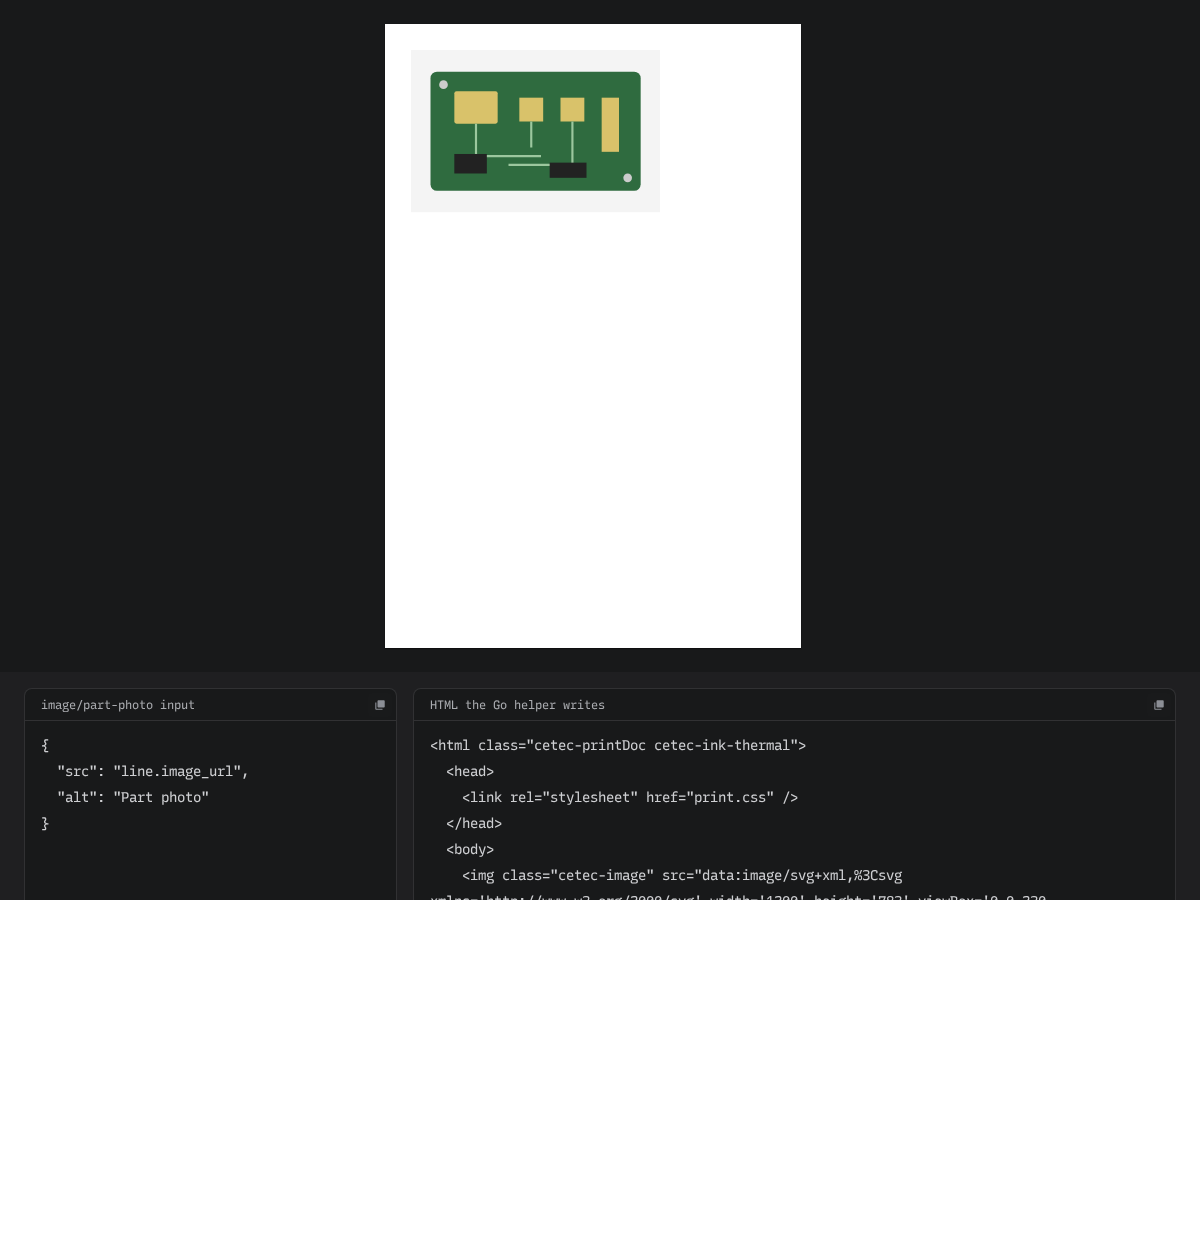 image/part-photo input
{
  "src": "line.image_url",
  "alt": "Part photo"
}
HTML the Go helper writes
<html class="cetec-printDoc cetec-ink-thermal">
  <head>
    <link rel="stylesheet" href="print.css" />
  </head>
  <body>
    <img class="cetec-image" src="data:image/svg+xml,%3Csvg